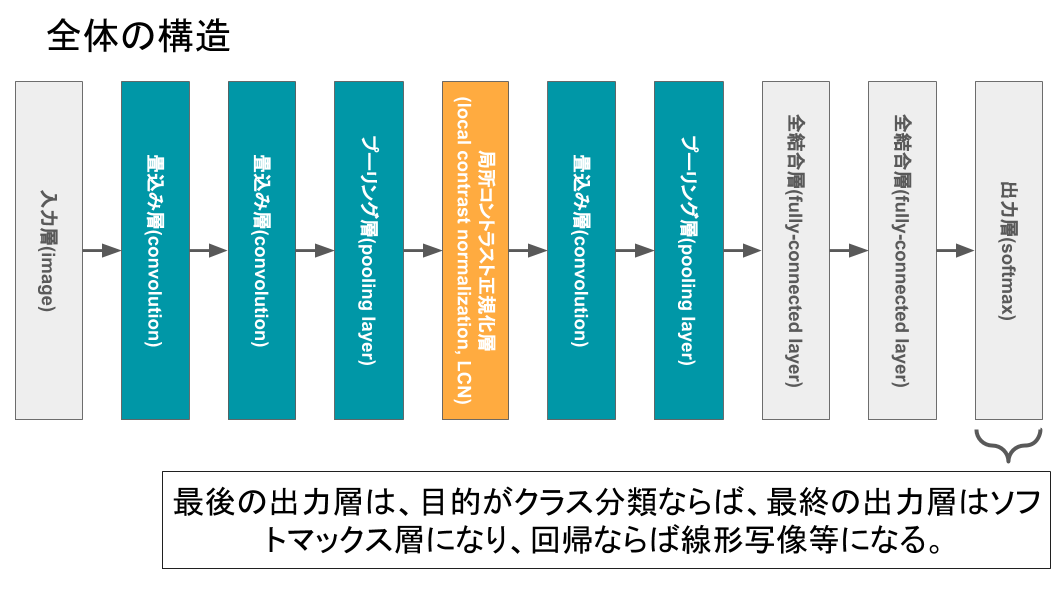 全体の構造
入力層(image)
畳込み層(convolution)
畳込み層(convolution)
プーリング層(pooling layer)
局所コントラスト正規化層
(local contrast normalization, LCN)
畳込み層(convolution)
プーリング層(pooling layer)
全結合層(fully-connected layer)
全結合層(fully-connected layer)
出力層(softmax)
最後の出力層は、目的がクラス分類ならば、最終の出力層はソフ
トマックス層になり、回帰ならば線形写像等になる。